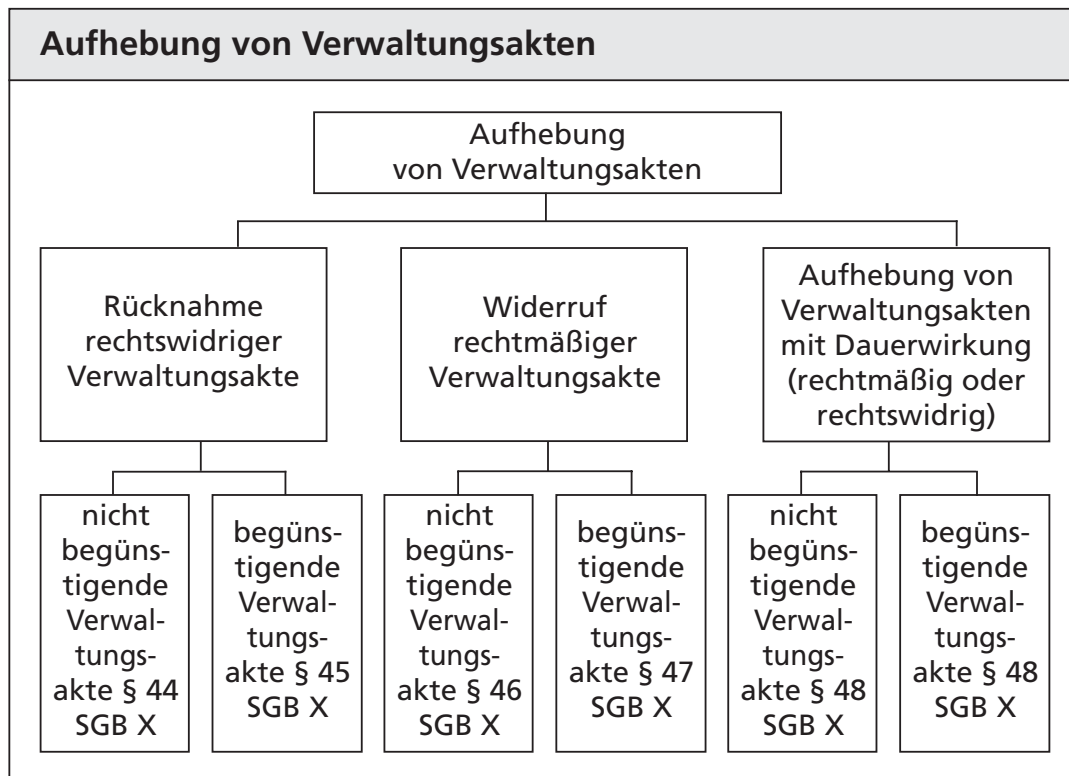 Aufhebung von Verwaltungsakten
Aufhebung
von Verwaltungsakten
Rücknahme
rechtswidriger
Verwaltungsakte
Widerruf
rechtmäßiger
Verwaltungsakte
Aufhebung von
Verwaltungsakten
mit Dauerwirkung
(rechtmäßig oder
rechtswidrig)
nicht
begüns-
tigende
Verwal-
tungs-
akte § 44
SGB X
begüns-
tigende
Verwal-
tungs-
akte § 45
SGB X
nicht
begüns-
tigende
Verwal-
tungs-
akte § 46
SGB X
begüns-
tigende
Verwal-
tungs-
akte § 47
SGB X
nicht
begüns-
tigende
Verwal-
tungs-
akte § 48
SGB X
begüns-
tigende
Verwal-
tungs-
akte § 48
SGB X